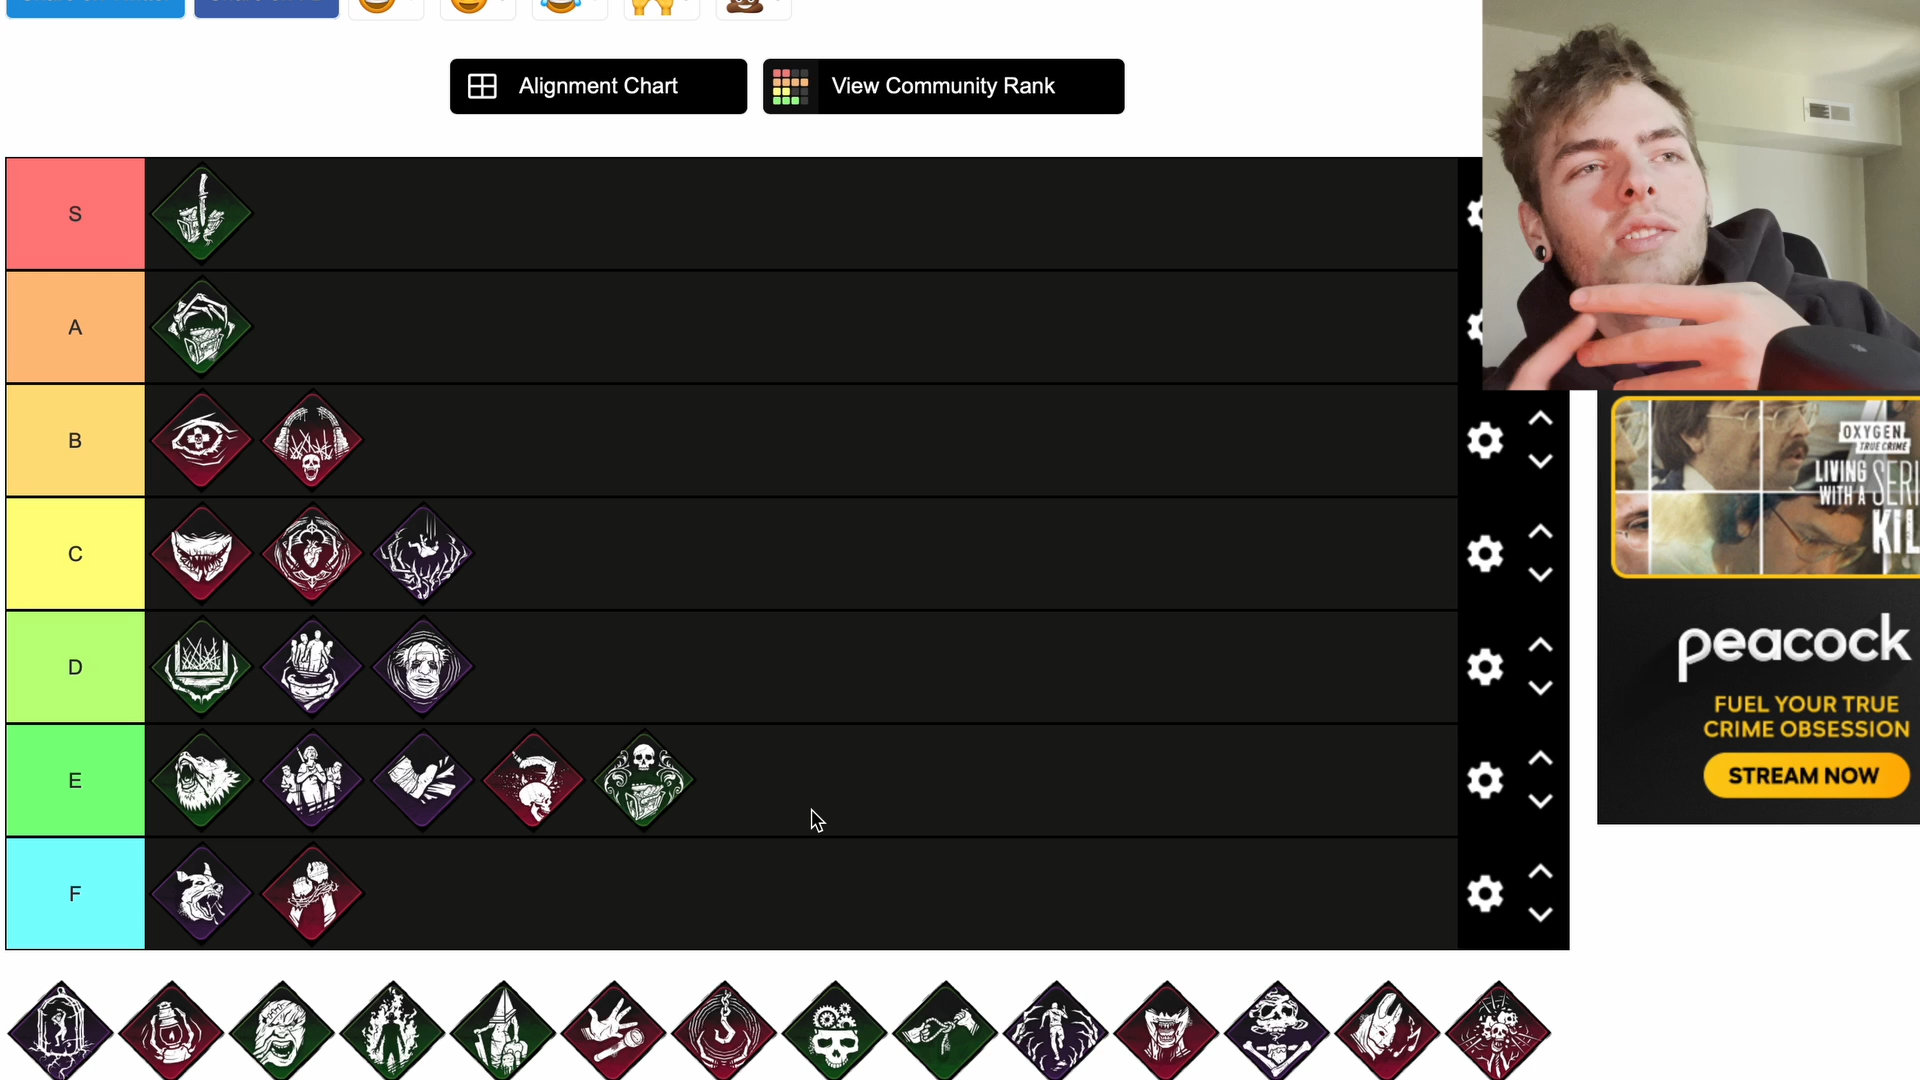 Alignment Chart
View Community Rank
S
A
B
C
D
E
F
OXYGEN
TRUE CRIME
LIVING
WITH A
peacock
FUEL YOUR TRUE
CRIME OBSESSION
STREAM NOW